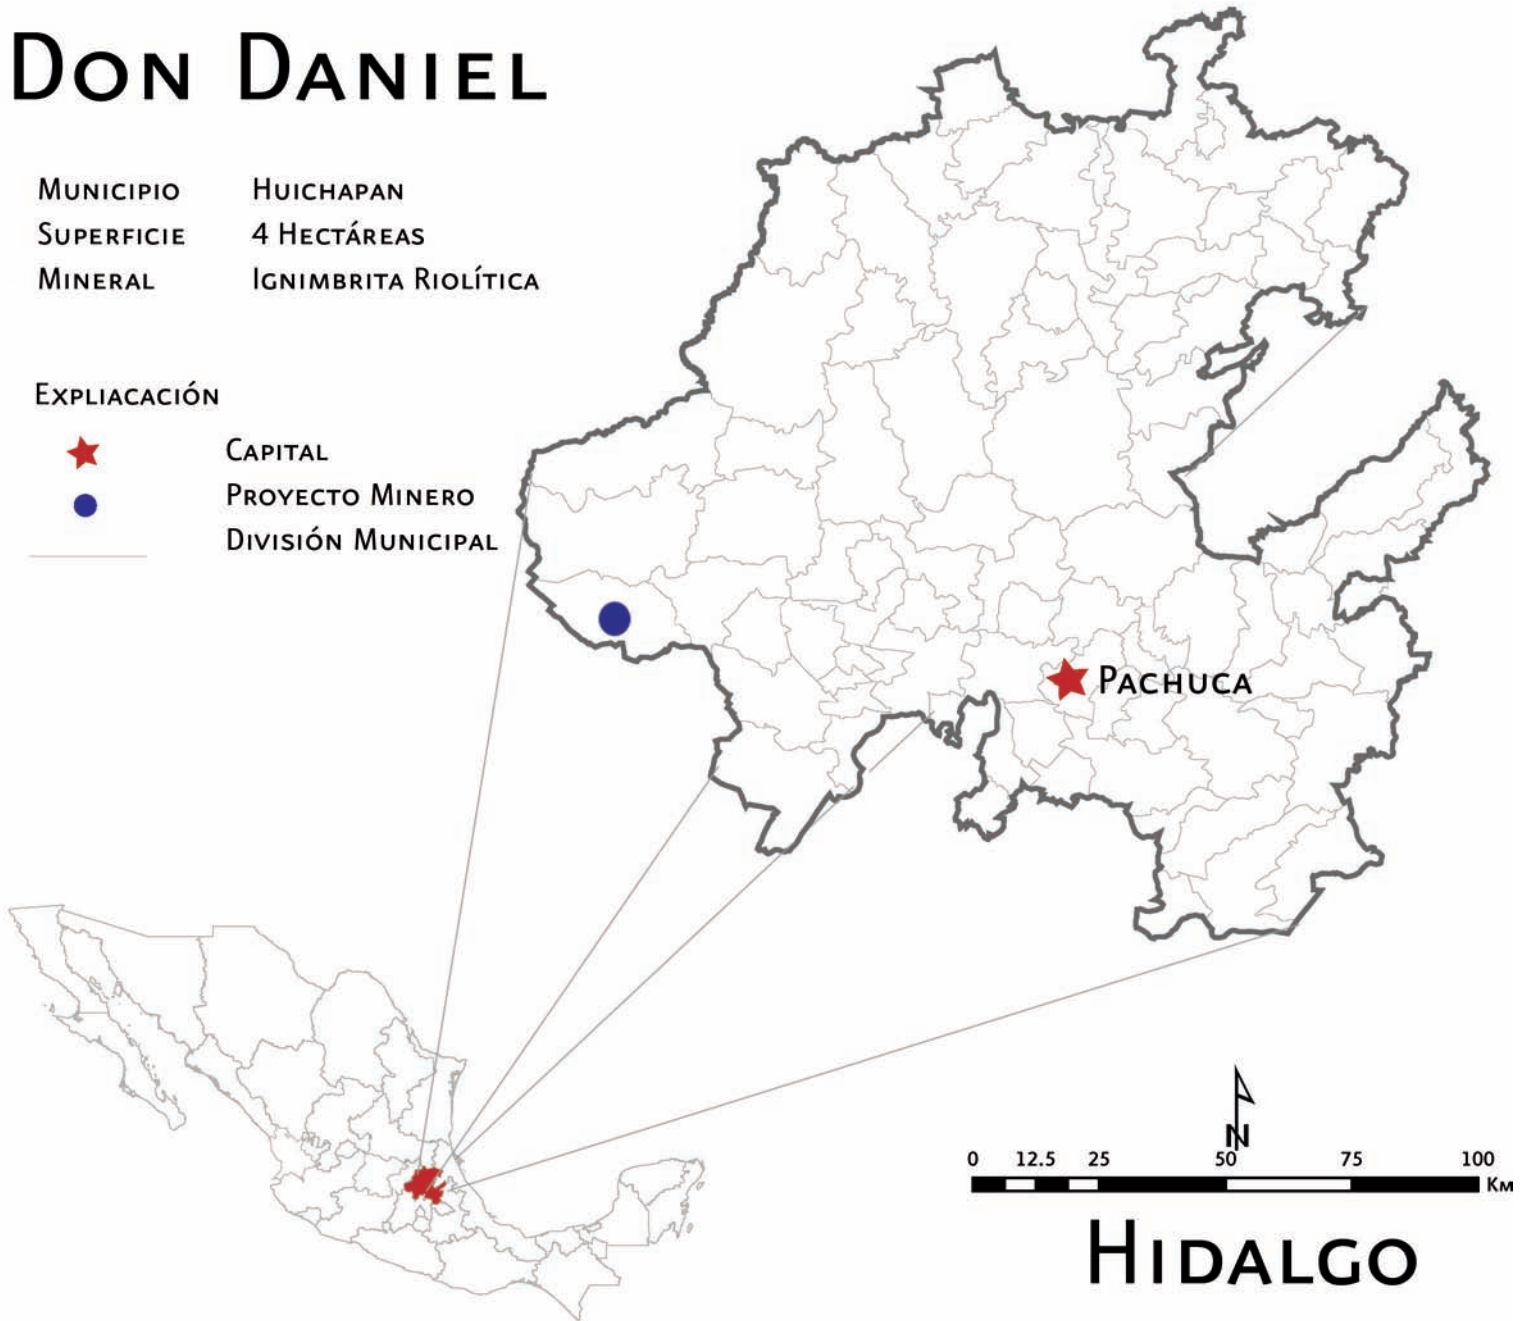 DON DANIEL
MUNICIPIO HUICHAPAN
SUPERFICIE 4 HECTÁREAS
MINERAL IGNIMBRITA RIOLÍTICA
EXPLIACACIÓN
CAPITAL
PROYECTO MINERO
DIVISIÓN MUNICIPAL
PACHUCA
N
0 12.5 25 50 75 100
KM
HIDALGO